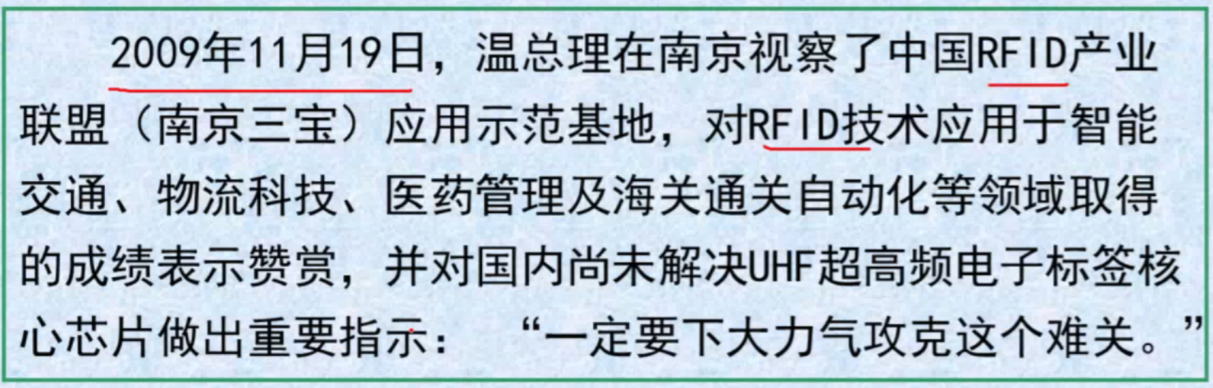 2009年11月19日，温总理在南京视察了中国RFID产业
联盟（南京三宝）应用示范基地，对RFID技术应用于智能
交通、物流科技、医药管理及海关通关自动化等领域取得
的成绩表示赞赏，并对国内尚未解决UHF超高频电子标签核
心芯片做出重要指示：　“一定要下大力气攻克这个难关。”